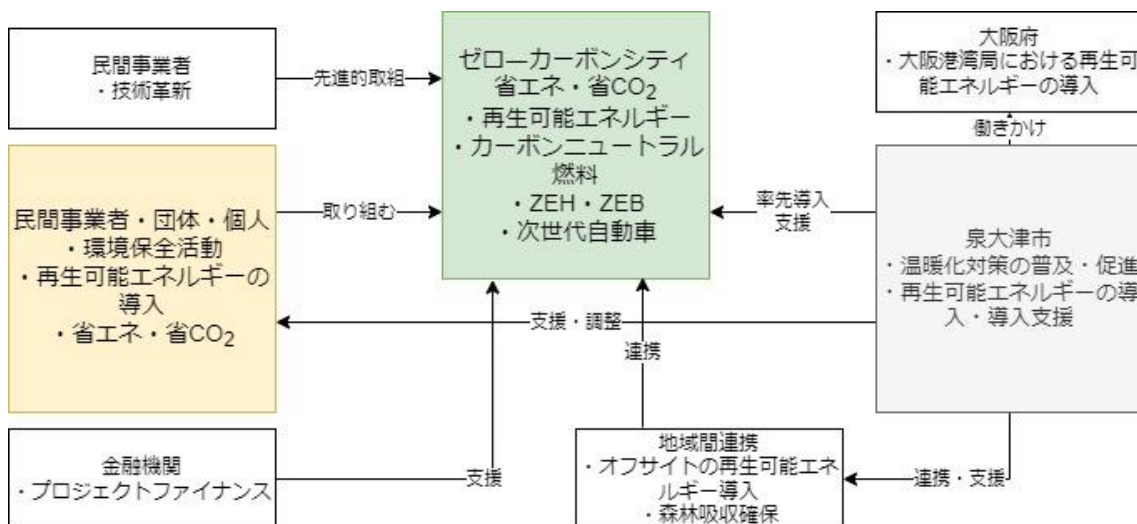 民間事業者
・技術革新
先進的取組
ゼロ―カーボンシティ
省エネ・省CO₂
・再生可能エネルギー
・カーボンニュートラル
燃料
・ZEH・ZEB
・次世代自動車
大阪府
・大阪港湾局における再生可
能エネルギーの導入
働きかけ
民間事業者・団体・個人
・環境保全活動
・再生可能エネルギーの
導入
・省エネ・省CO₂
取り組む
率先導入
支援
泉大津市
・温暖化対策の普及・促進
・再生可能エネルギーの導
入・導入支援
支援・調整
連携
金融機関
・プロジェクトファイナンス
支援
地域間連携
・オフサイトの再生可能エネ
ルギー導入
・森林吸収確保
連携・支援